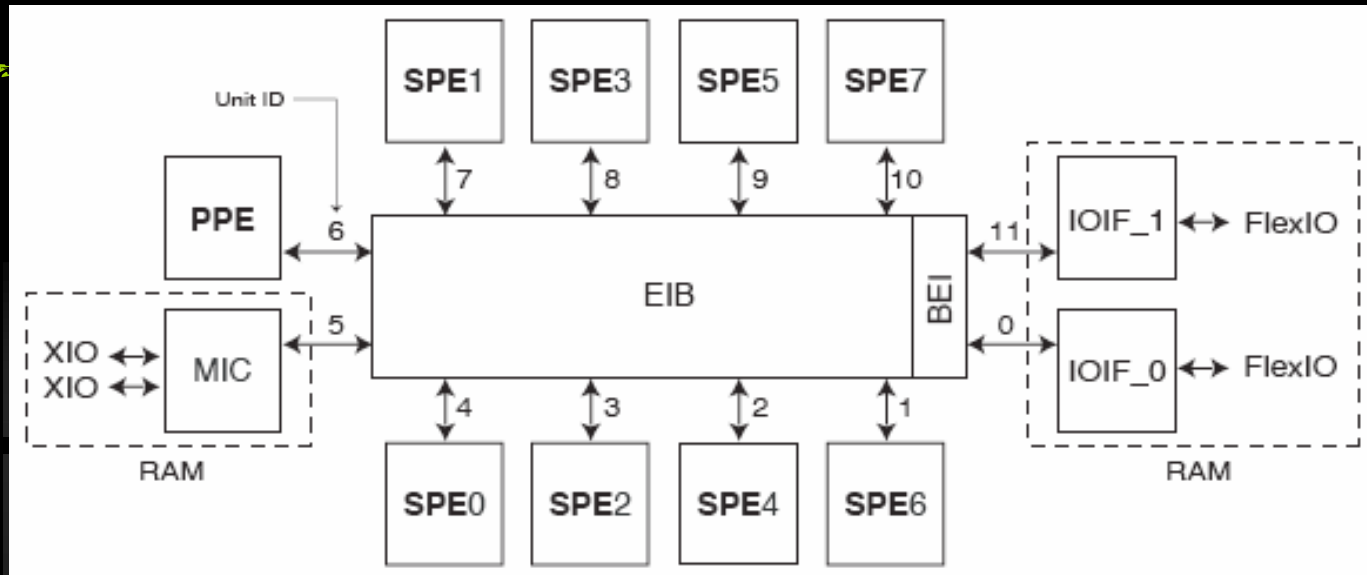 SPE1
SPE3
SPE5
SPE7
Unit ID
7
8
9
10
PPE
6
11
IOIF_1
FlexIO
EIB
BEI
XIO
XIO
MIC
5
0
IOIF_0
FlexIO
4
3
2
1
RAM
RAM
SPE0
SPE2
SPE4
SPE6